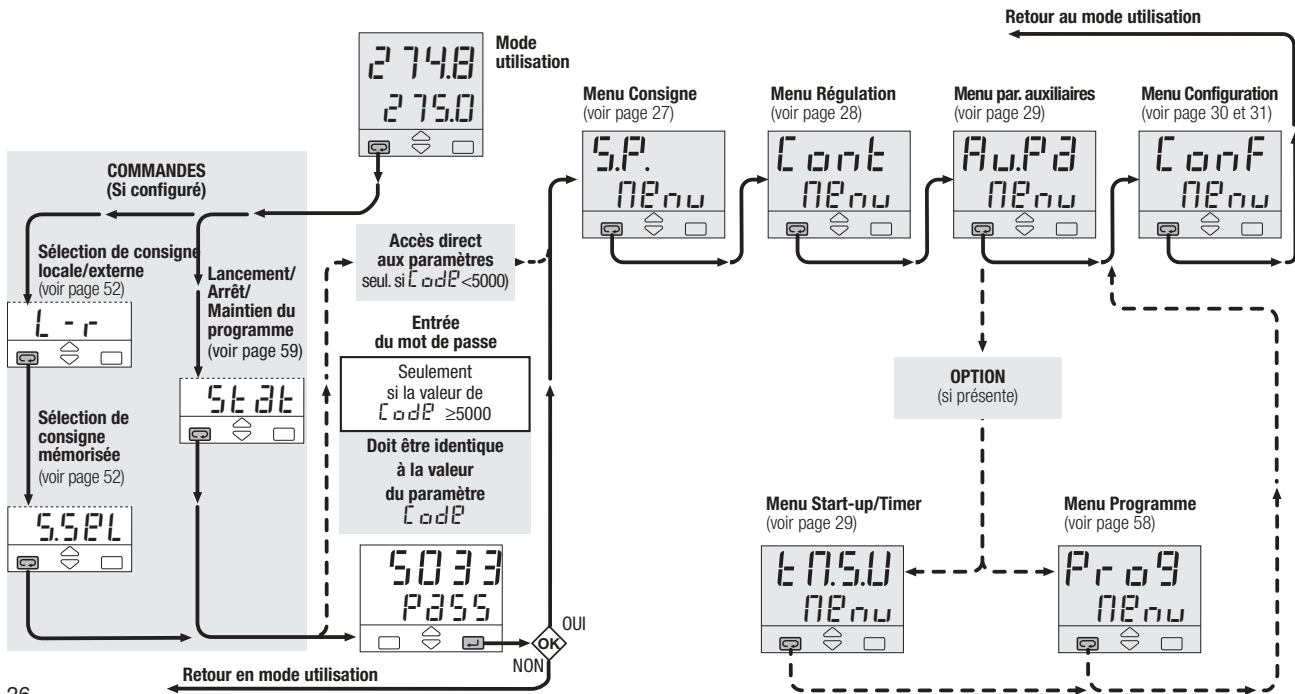 Retour au mode utilisation
274.8
275.0
Mode
utilisation
Menu Consigne
(voir page 27)
S.P.
MEnu
Menu Régulation
(voir page 28)
Cont
MEnu
Menu par. auxiliaires
(voir page 29)
Au.Pa
MEnu
Menu Configuration
(voir page 30 et 31)
ConF
MEnu
COMMANDES
(Si configuré)
Sélection de consigne
locale/externe
(voir page 52)
L-r
Sélection de
consigne
mémorisée
(voir page 52)
S.SEL
Lancement/
Arrêt/
Maintien du
programme
(voir page 59)
Stat
Accès direct
aux paramètres
seul. si CodE<5000)
Entrée
du mot de passe
Seulement
si la valeur de
CodE ≥5000
Doit être identique
à la valeur
du paramètre
CodE
5033
PaSS
OK
OUI
NON
Retour en mode utilisation
OPTION
(si présente)
Menu Start-up/Timer
(voir page 29)
tM.S.U
MEnu
Menu Programme
(voir page 58)
Prog
MEnu
26